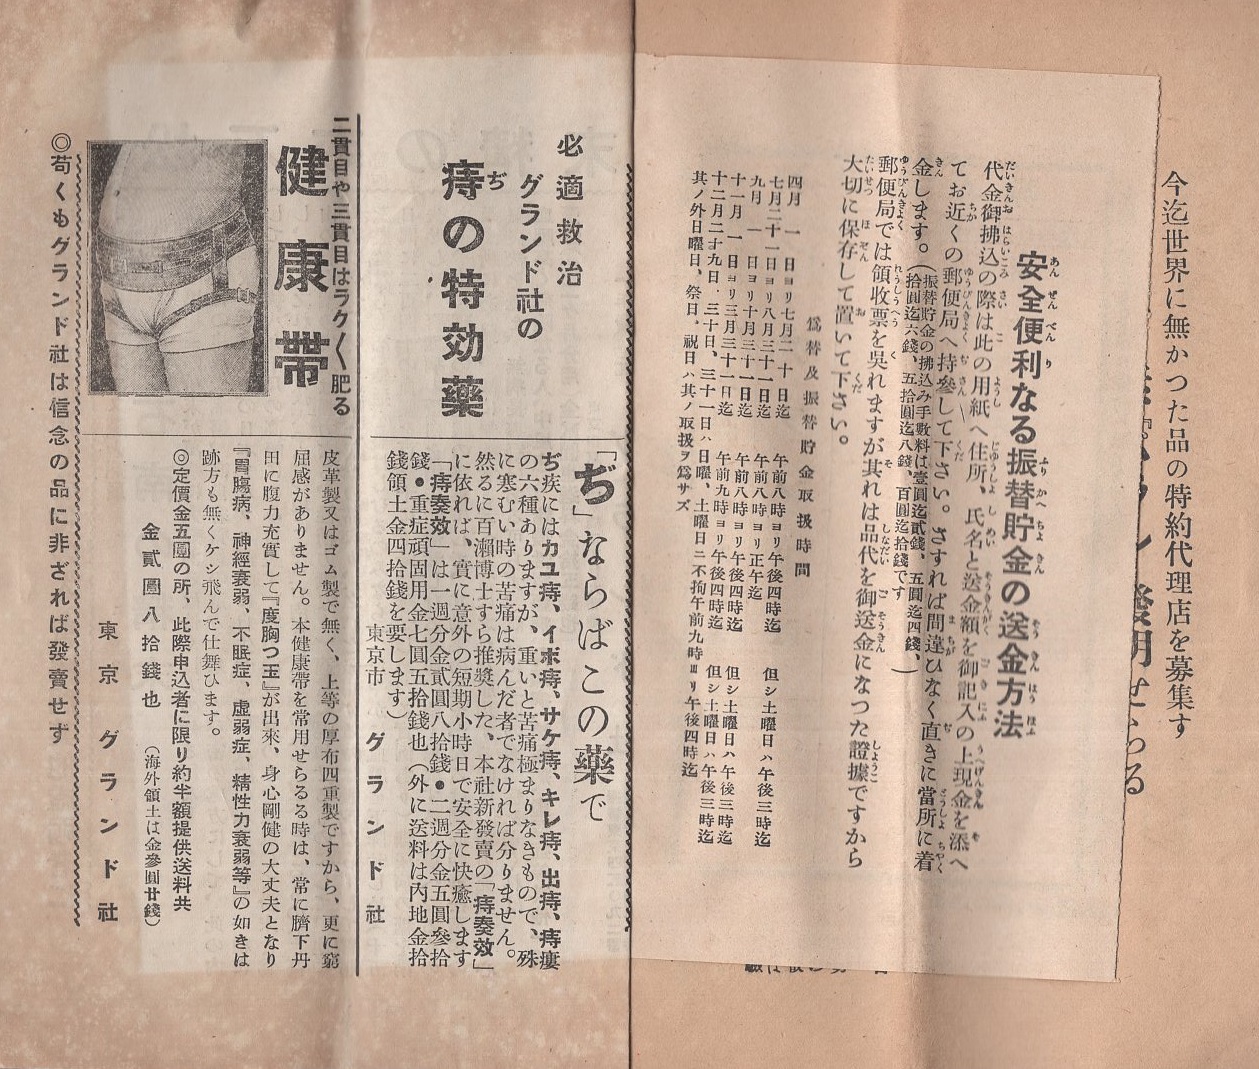 今迄世界に無かつた品の特約代理店を募集す
發明せらる
安全便利なる振替貯金の送金方法
代金御拂込の際は此の用紙へ住所、氏名と送金額を御記入の上現金を添へ
てお近くの郵便局へ持參して下さい。さすれば間違ひなく直きに當所に着
金します。(振替貯金の拂込み手數料は壹圓迄貳錢、五圓迄四錢、
拾圓迄六錢、五拾圓迄八錢、百圓迄拾錢です)
郵便局では領收票を呉れますが其れは品代を御送金になつた證據ですから
大切に保存して置いて下さい。
爲替及振替貯金取扱時間
四月一日ヨリ七月二十日迄 午前八時ヨリ午後四時迄 但シ土曜日ハ午後三時迄
七月二十一日ヨリ八月三十一日迄 午前八時ヨリ正午迄
九月一日ヨリ十月三十一日迄 午前八時ヨリ午後四時迄 但シ土曜日ハ午後三時迄
十一月一日ヨリ三月三十一日迄 午前九時ヨリ午後四時迄 但シ土曜日ハ午後三時迄
十二月二十九日、三十日、三十一日ハ日曜、土曜日ニ不拘午前九時ヨリ午後四時迄
其ノ外日曜日、祭日、祝日ハ其ノ取扱ヲ爲サズ
必適救治
グランド社の
痔の特効藥
「ぢ」ならばこの藥で
ぢ疾にはカユ痔、イボ痔、サケ痔、キレ痔、出痔、痔瘻
の六種ありますが、重いと苦痛極まりなきもので、殊
に寒むい時の苦痛は病んだ者でなければ分りません。
然るに百瀨博士すら推奬した、本社新發賣の「痔奏效」
に依れば、實に意外の短期小時日で安全に快癒します
「痔奏效」は一週分金貳圓八拾錢●二週分金五圓參拾
錢●重症頑固用金七圓五拾錢也(外に送料は内地金拾
錢領土金四拾錢を要します)
東京市 グランド社
二貫目や三貫目はラク〱肥る
健康帶
皮革製又はゴム製で無く、上等の厚布四重製ですから、更に窮
屈感がありません。本健康帶を常用せらるる時は、常に臍下丹
田に腹力充實して『度胸つ玉』が出來、身心剛健の大丈夫となり
『胃膓病、神經衰弱、不眠症、虚弱症、精性力衰弱等』の如きは
跡方も無くケシ飛んで仕舞ひます。
◎定價金五圓の所、此際申込者に限り約半額提供送料共
金貳圓八拾錢也 (海外領土は金參圓廿錢)
東京 グランド社
◎苟くもグランド社は信念の品に非ざれば發賣せず